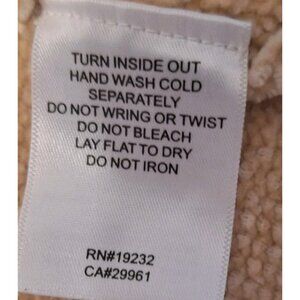 TURN INSIDE OUT
HAND WASH COLD
SEPARATELY
DO NOT WRING OR TWIST
DO NOT BLEACH
LAY FLAT TO DRY
DO NOT IRON
RN#19232
CA#29961